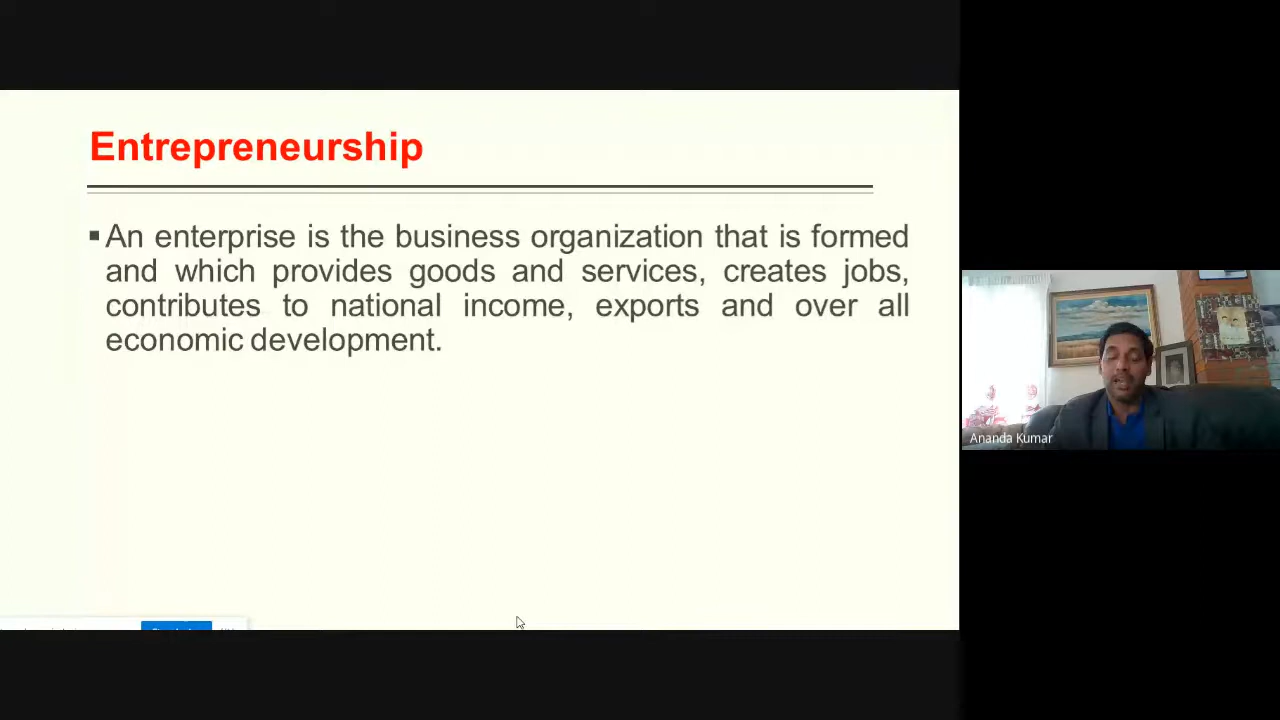 Entrepreneurship
▪ An enterprise is the business organization that is formed
and which provides goods and services, creates jobs,
contributes to national income, exports and over all
economic development.
Ananda Kumar